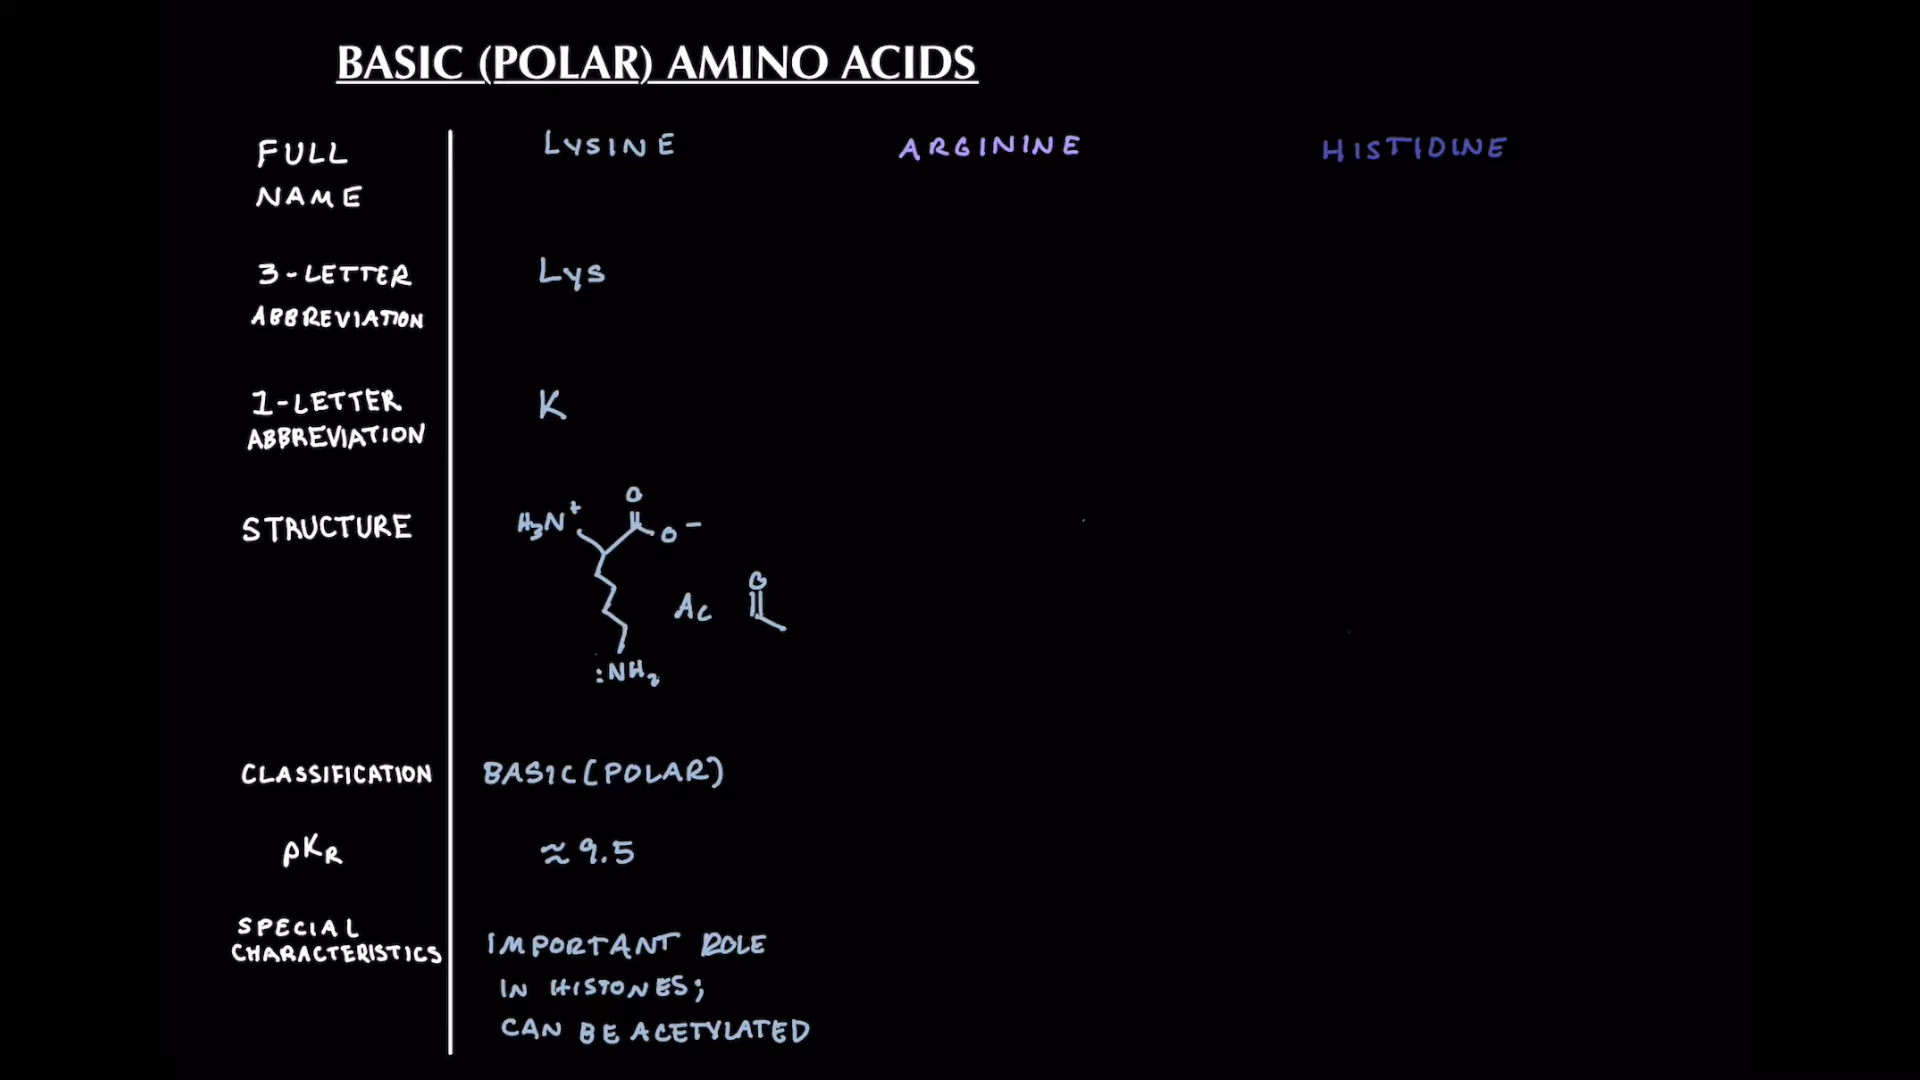 BASIC (POLAR) AMINO ACIDS
FULL NAME
LYSINE
ARGININE
HISTIDINE
3-LETTER
ABBREVIATION
Lys
1-LETTER
ABBREVIATION
K
STRUCTURE
H3N+
O
O-
Ac
O
:NH2
CLASSIFICATION
BASIC (POLAR)
pKR
≈ 9.5
SPECIAL
CHARACTERISTICS
IMPORTANT ROLE
IN HISTONES;
CAN BE ACETYLATED